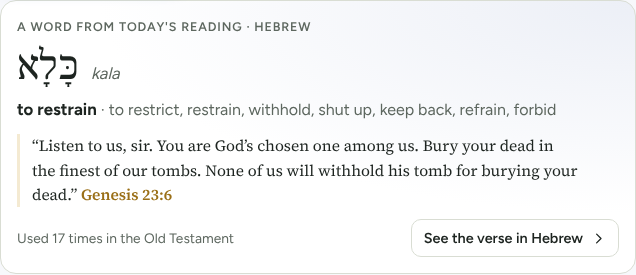 A WORD FROM TODAY'S READING · HEBREW
כָּלָא kala
to restrain · to restrict, restrain, withhold, shut up, keep back, refrain, forbid
“Listen to us, sir. You are God’s chosen one among us. Bury your dead in
the finest of our tombs. None of us will withhold his tomb for burying your
dead.” Genesis 23:6
Used 17 times in the Old Testament
See the verse in Hebrew